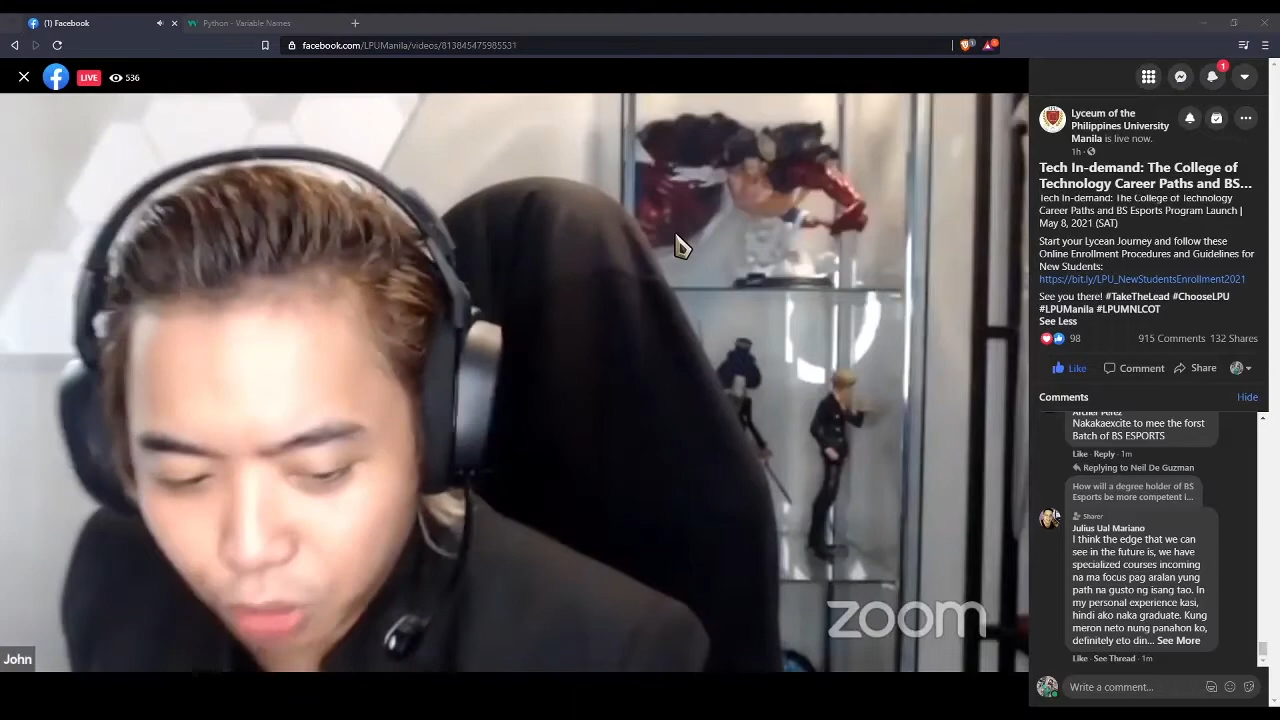 (1) Facebook
Python - Variable Names
facebook.com/LPUManila/videos/813845475985531
LIVE
536
1
Lyceum of the
Philippines University
Manila is live now.
1h
Tech In-demand: The College of
Technology Career Paths and BS...
Tech In-demand: The College of Technology
Career Paths and BS Esports Program Launch |
May 8, 2021 (SAT)
Start your Lycean Journey and follow these
Online Enrollment Procedures and Guidelines for
New Students:
https://bit.ly/LPU_NewStudentsEnrollment2021
See you there! #TakeTheLead #ChooseLPU
#LPUManila #LPUMNLCOT
See Less
98
915 Comments 132 Shares
Like
Comment
Share
Comments
Hide
Archer Perez
Nakakaexcite to mee the forst
Batch of BS ESPORTS
Like · Reply · 1m
Replying to Neil De Guzman
How will a degree holder of BS
Esports be more competent i...
Sharer
Julius Ual Mariano
I think the edge that we can
see in the future is, we have
specialized courses incoming
na ma focus pag aralan yung
path na gusto ng isang tao. In
my personal experience kasi,
hindi ako naka graduate. Kung
meron neto nung panahon ko,
definitely eto din... See More
Like · See Thread · 1m
Write a comment...
zoom
John